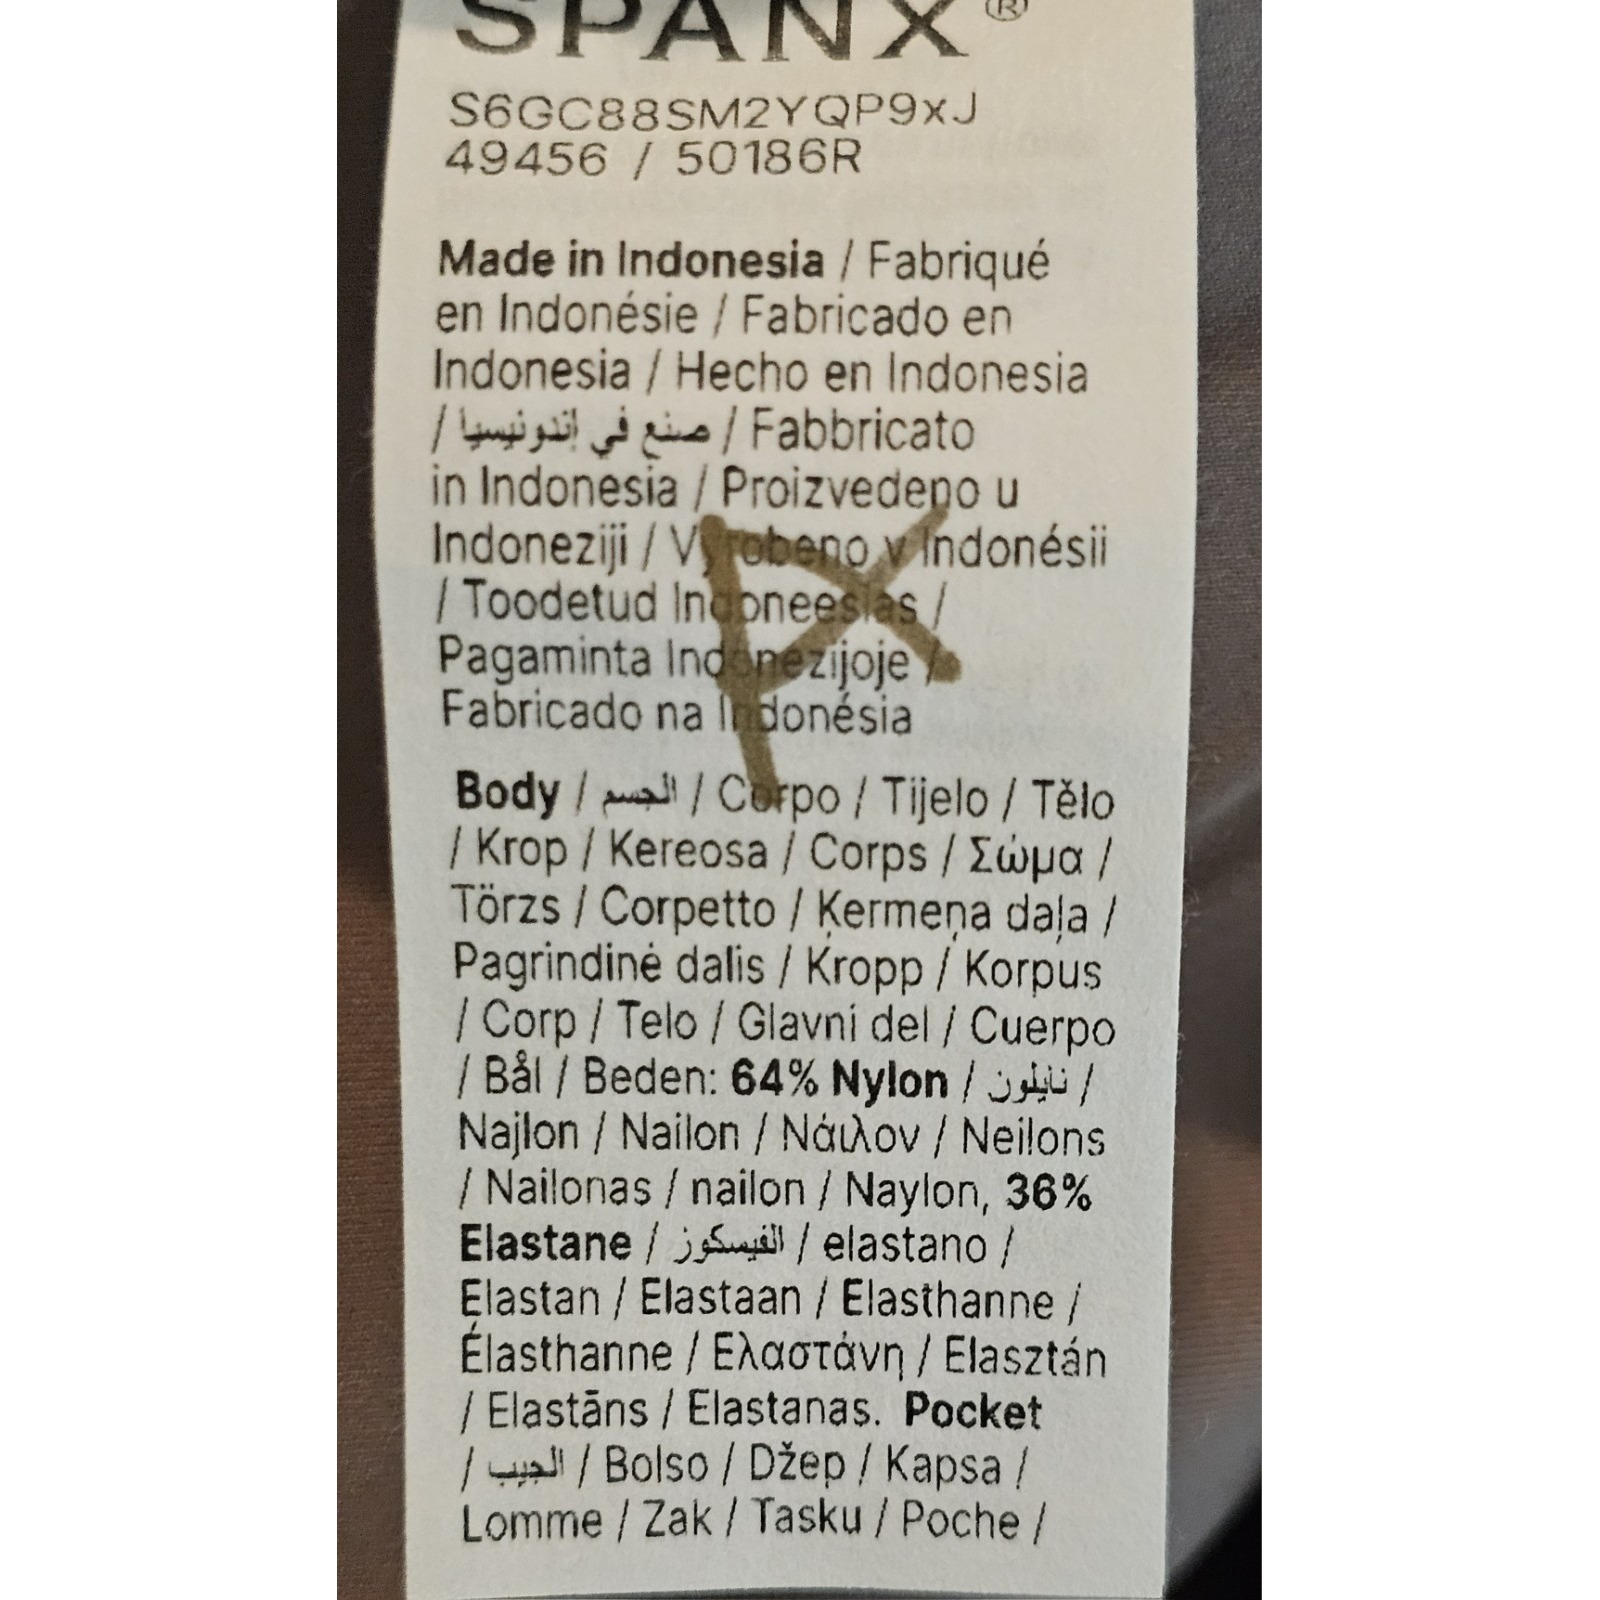 SPANX®
S6GC88SM2YQP9xJ
49456 / 50186R
Made in Indonesia / Fabriqué
en Indonésie / Fabricado en
Indonesia / Hecho en Indonesia
/ صنع في إندونيسيا / Fabbricato
in Indonesia / Proizvedeno u
Indoneziji / Vyrobeno v Indonésii
/ Toodetud Indoneesias /
Pagaminta Indonezijoje /
Fabricado na Indonésia
Body / الجسم / Corpo / Tijelo / Tělo
/ Krop / Kereosa / Corps / Σώμα /
Törzs / Corpetto / Ķermeņa daļa /
Pagrindinė dalis / Kropp / Korpus
/ Corp / Telo / Glavni del / Cuerpo
/ Bål / Beden: 64% Nylon / نايلون /
Najlon / Nailon / Νάιλον / Neilons
/ Nailonas / nailon / Naylon, 36%
Elastane / الفيسكوز / elastano /
Elastan / Elastaan / Elasthanne /
Élasthanne / Ελαστάνη / Elasztán
/ Elastāns / Elastanas. Pocket
/ الجيب / Bolso / Džep / Kapsa /
Lomme / Zak / Tasku / Poche /